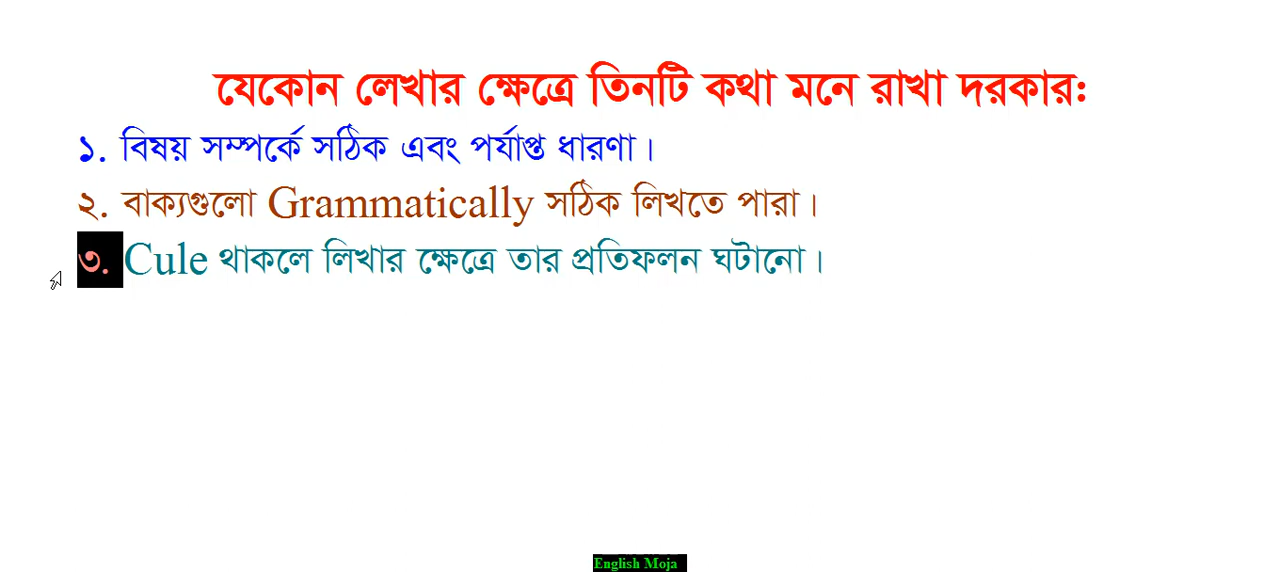 যেকোন লেখার ক্ষেত্রে তিনটি কথা মনে রাখা দরকার:
১. বিষয় সম্পর্কে সঠিক এবং পর্যাপ্ত ধারণা।
২. বাক্যগুলো Grammatically সঠিক লিখতে পারা।
৩. Cule থাকলে লিখার ক্ষেত্রে তার প্রতিফলন ঘটানো।
English Moja